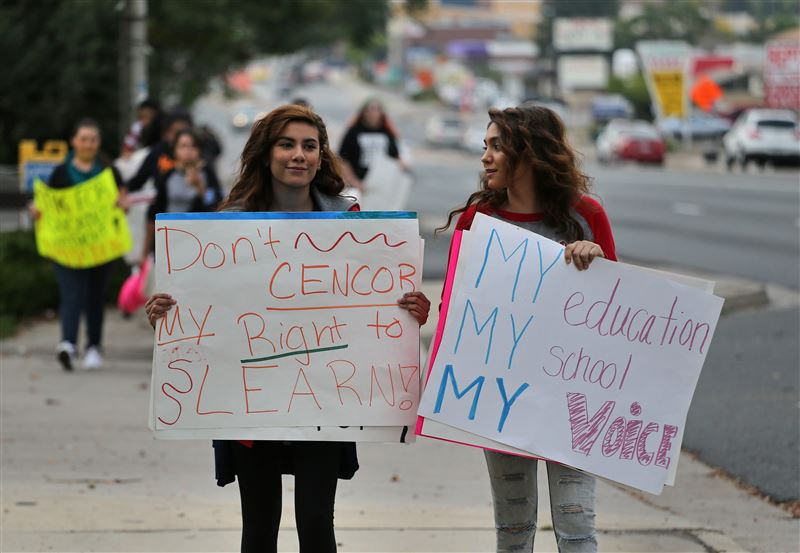 Don't
CENCOR
MY Right to
LEARN!
MY education
MY school
MY Voice